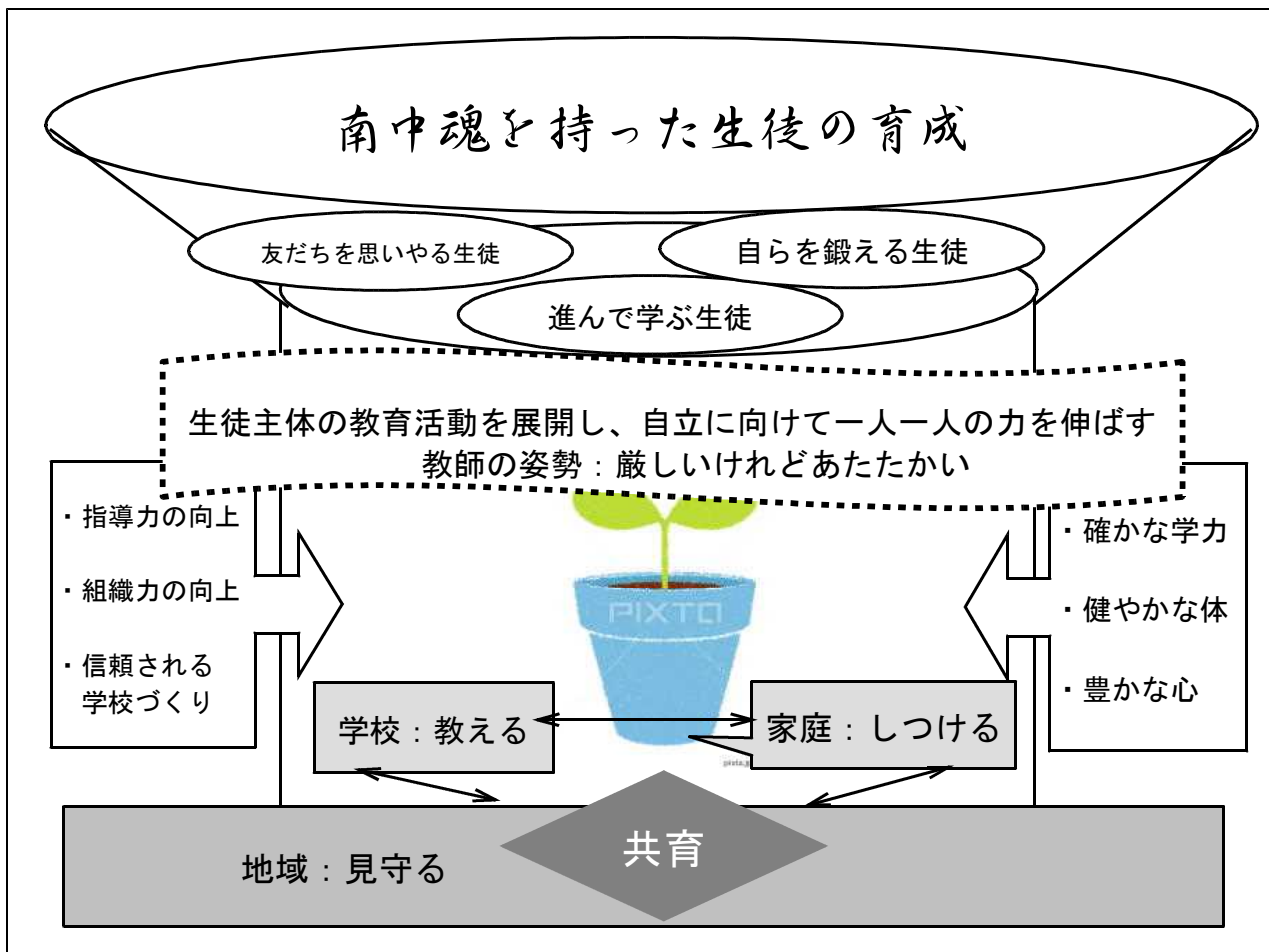 南中魂を持った生徒の育成
友だちを思いやる生徒
自らを鍛える生徒
進んで学ぶ生徒
生徒主体の教育活動を展開し、自立に向けて一人一人の力を伸ばす
教師の姿勢：厳しいけれどあたたかい
・指導力の向上
・組織力の向上
・信頼される
学校づくり
・確かな学力
・健やかな体
・豊かな心
PIXTA
学校：教える
家庭：しつける
共育
地域：見守る